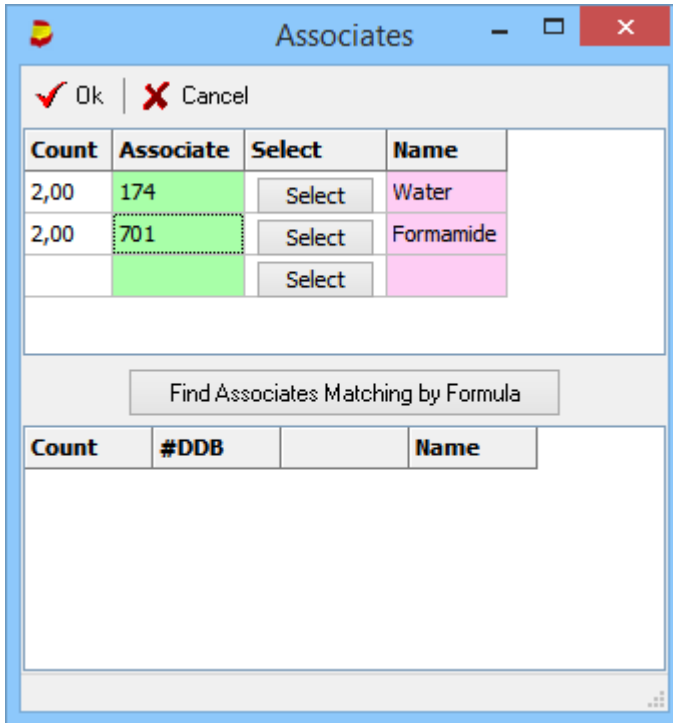 Associates
Ok Cancel
Count Associate Select Name
2,00 174 Select Water
2,00 701 Select Formamide
Select
Find Associates Matching by Formula
Count #DDB Name